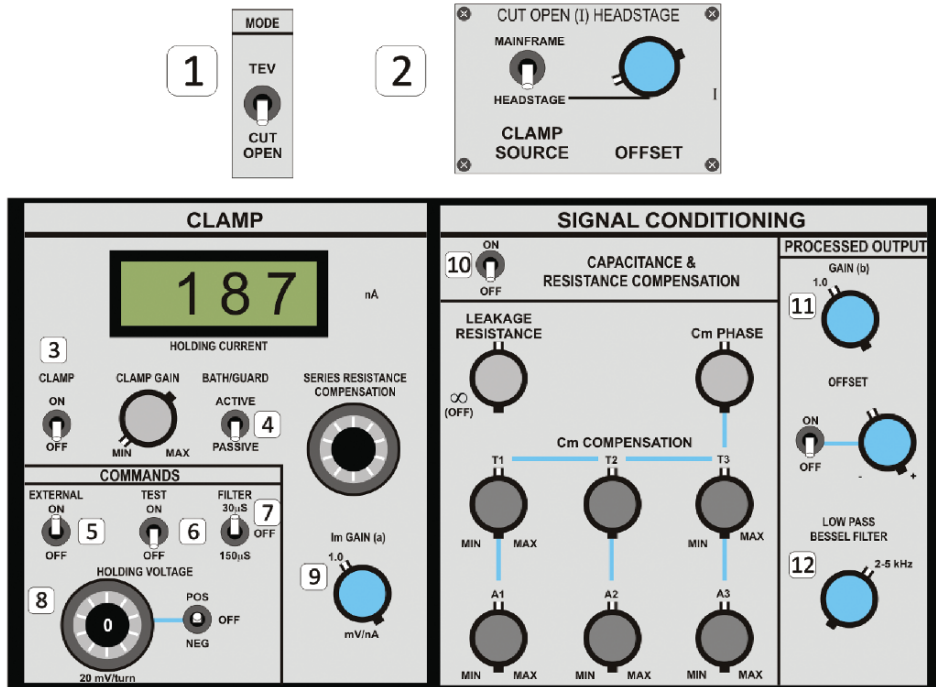 MODE
1
TEV
CUT
OPEN
2
CUT OPEN (I) HEADSTAGE
MAINFRAME
HEADSTAGE
I
CLAMP
SOURCE
OFFSET
CLAMP
187
nA
HOLDING CURRENT
3
CLAMP
ON
OFF
CLAMP GAIN
MIN
MAX
BATH/GUARD
ACTIVE
4
PASSIVE
SERIES RESISTANCE
COMPENSATION
COMMANDS
EXTERNAL
ON
5
OFF
TEST
ON
6
OFF
FILTER
30µS
7
OFF
150µS
HOLDING VOLTAGE
8
0
POS
OFF
NEG
20 mV/turn
Im GAIN (a)
1.0
9
mV/nA
SIGNAL CONDITIONING
10
ON
OFF
CAPACITANCE &
RESISTANCE COMPENSATION
LEAKAGE
RESISTANCE
∞
(OFF)
Cm PHASE
Cm COMPENSATION
T1
T2
T3
MIN
MAX
MIN
MAX
A1
A2
A3
MIN
MAX
MIN
MAX
MIN
MAX
PROCESSED OUTPUT
GAIN (b)
1.0
11
OFFSET
ON
OFF
-
+
LOW PASS
BESSEL FILTER
12
2-5 kHz